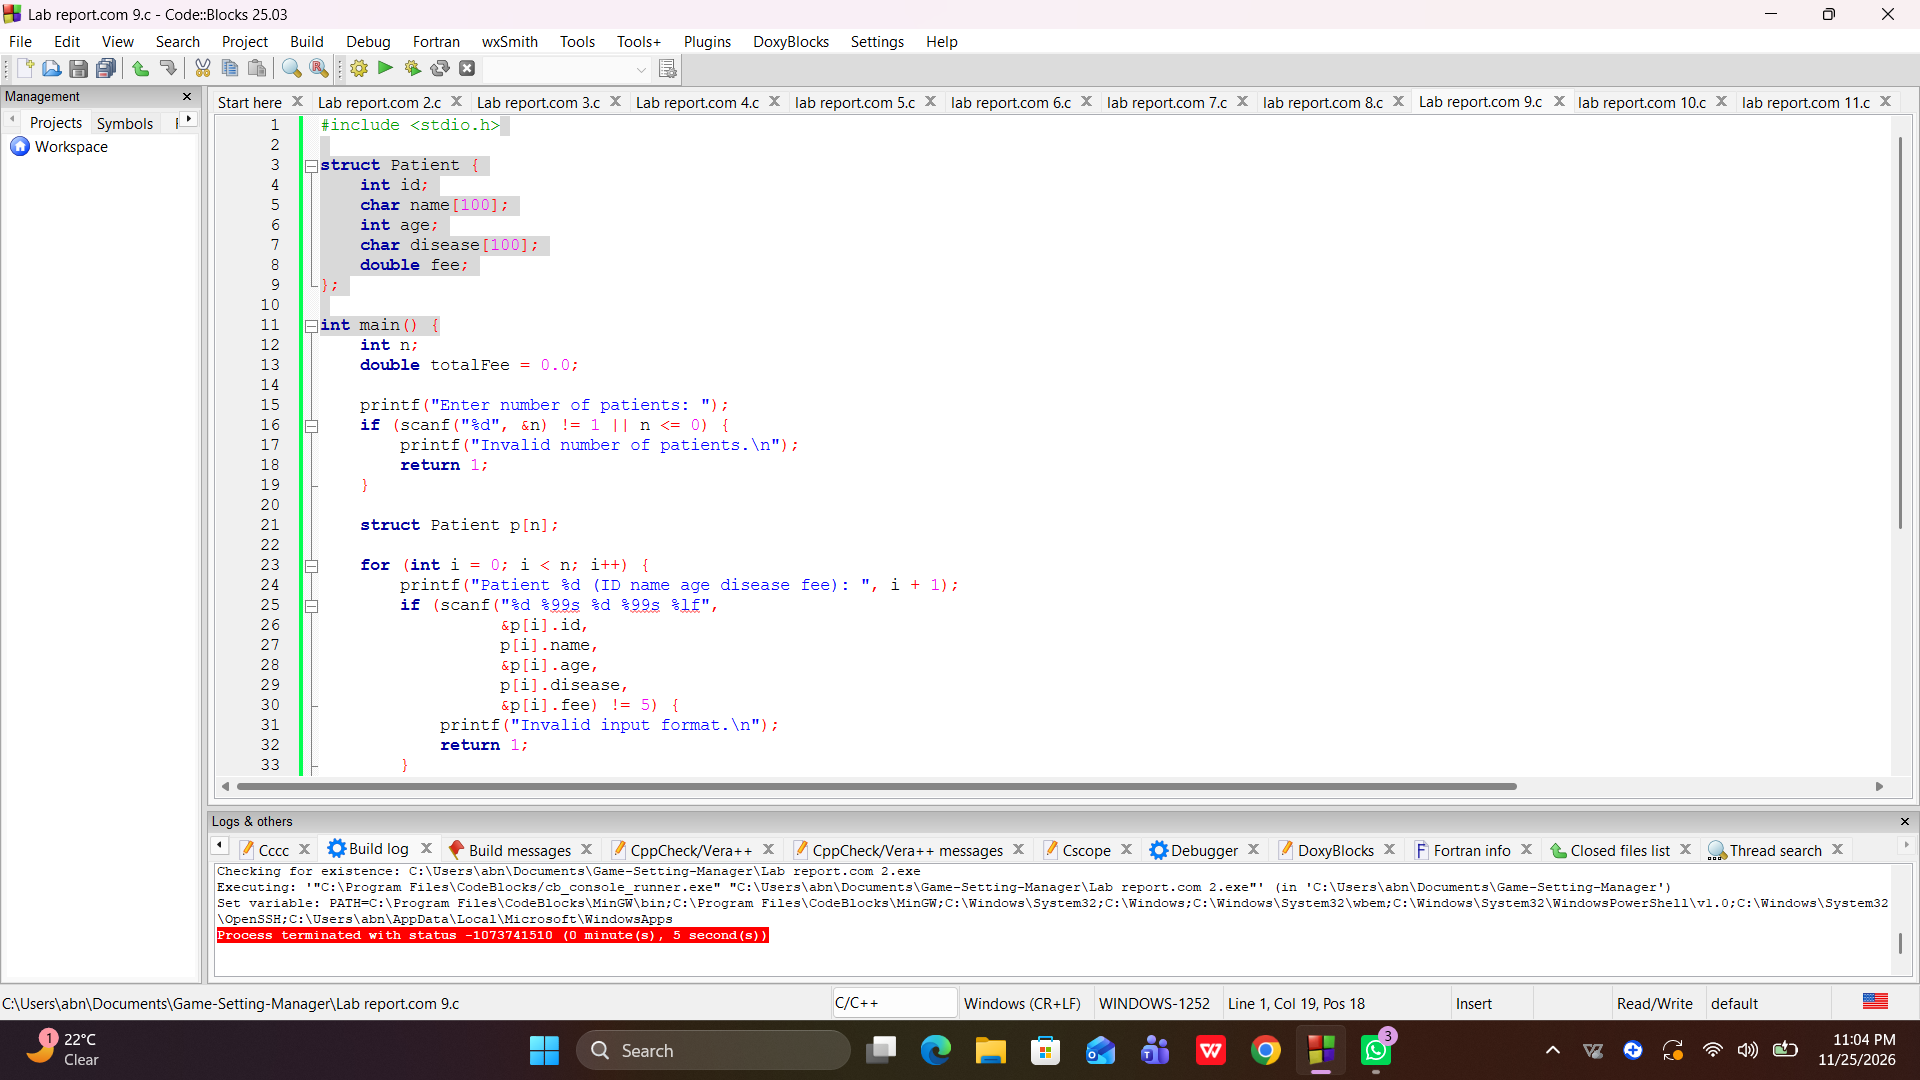 Lab report.com 9.c - Code::Blocks 25.03
File Edit View Search Project Build Debug Fortran wxSmith Tools Tools+ Plugins DoxyBlocks Settings Help
Management
Projects Symbols F
Workspace
Start here Lab report.com 2.c Lab report.com 3.c Lab report.com 4.c lab report.com 5.c lab report.com 6.c lab report.com 7.c lab report.com 8.c Lab report.com 9.c lab report.com 10.c lab report.com 11.c
1 #include <stdio.h>
2
3 struct Patient {
4     int id;
5     char name[100];
6     int age;
7     char disease[100];
8     double fee;
9 };
10
11 int main() {
12     int n;
13     double totalFee = 0.0;
14
15     printf("Enter number of patients: ");
16     if (scanf("%d", &n) != 1 || n <= 0) {
17         printf("Invalid number of patients.\n");
18         return 1;
19     }
20
21     struct Patient p[n];
22
23     for (int i = 0; i < n; i++) {
24         printf("Patient %d (ID name age disease fee): ", i + 1);
25         if (scanf("%d %99s %d %99s %lf",
26                   &p[i].id,
27                   p[i].name,
28                   &p[i].age,
29                   p[i].disease,
30                   &p[i].fee) != 5) {
31             printf("Invalid input format.\n");
32             return 1;
33         }
Logs & others
Cccc Build log Build messages CppCheck/Vera++ CppCheck/Vera++ messages Cscope Debugger DoxyBlocks Fortran info Closed files list Thread search
Checking for existence: C:\Users\abn\Documents\Game-Setting-Manager\Lab report.com 2.exe
Executing: '"C:\Program Files\CodeBlocks/cb_console_runner.exe" "C:\Users\abn\Documents\Game-Setting-Manager\Lab report.com 2.exe"' (in 'C:\Users\abn\Documents\Game-Setting-Manager')
Set variable: PATH=C:\Program Files\CodeBlocks\MinGW\bin;C:\Program Files\CodeBlocks\MinGW;C:\Windows\System32;C:\Windows;C:\Windows\System32\wbem;C:\Windows\System32\WindowsPowerShell\v1.0;C:\Windows\System32
\OpenSSH;C:\Users\abn\AppData\Local\Microsoft\WindowsApps
Process terminated with status -1073741510 (0 minute(s), 5 second(s))
C:\Users\abn\Documents\Game-Setting-Manager\Lab report.com 9.c C/C++ Windows (CR+LF) WINDOWS-1252 Line 1, Col 19, Pos 18 Insert Read/Write default
1 22°C
Clear
Search
3
11:04 PM
11/25/2026